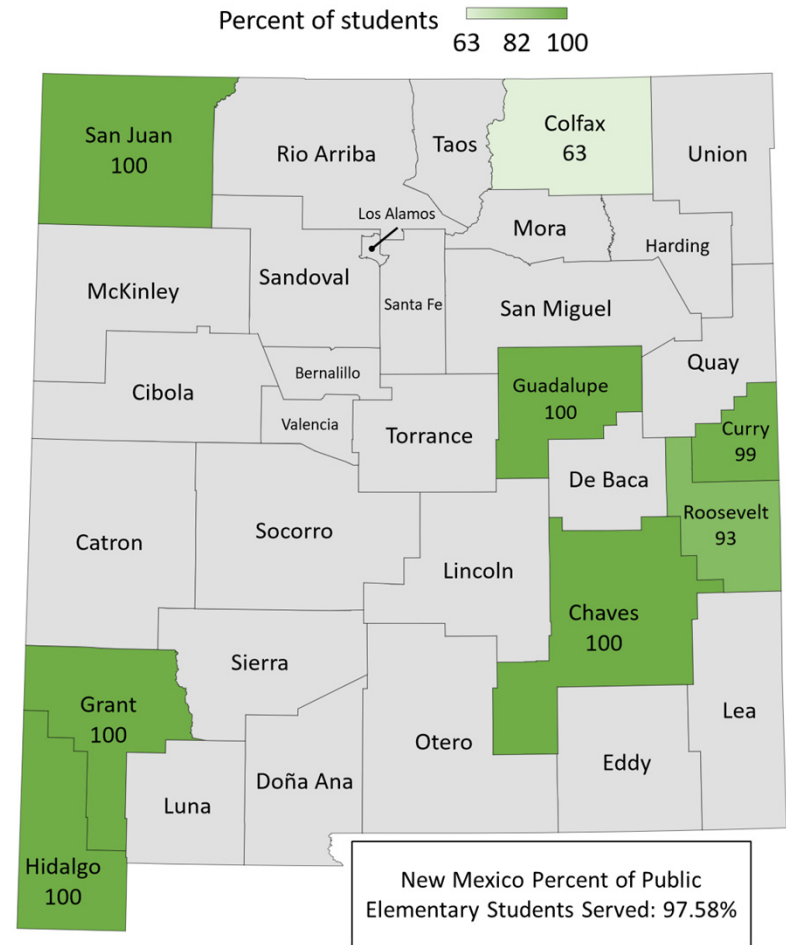 Percent of students
63 82 100
San Juan
100
Rio Arriba
Taos
Colfax
63
Union
Los Alamos
Mora
Harding
McKinley
Sandoval
Santa Fe
San Miguel
Quay
Cibola
Bernalillo
Valencia
Torrance
Guadalupe
100
Curry
99
De Baca
Roosevelt
93
Catron
Socorro
Lincoln
Chaves
100
Sierra
Grant
100
Otero
Lea
Luna
Doña Ana
Eddy
Hidalgo
100
New Mexico Percent of Public
Elementary Students Served: 97.58%